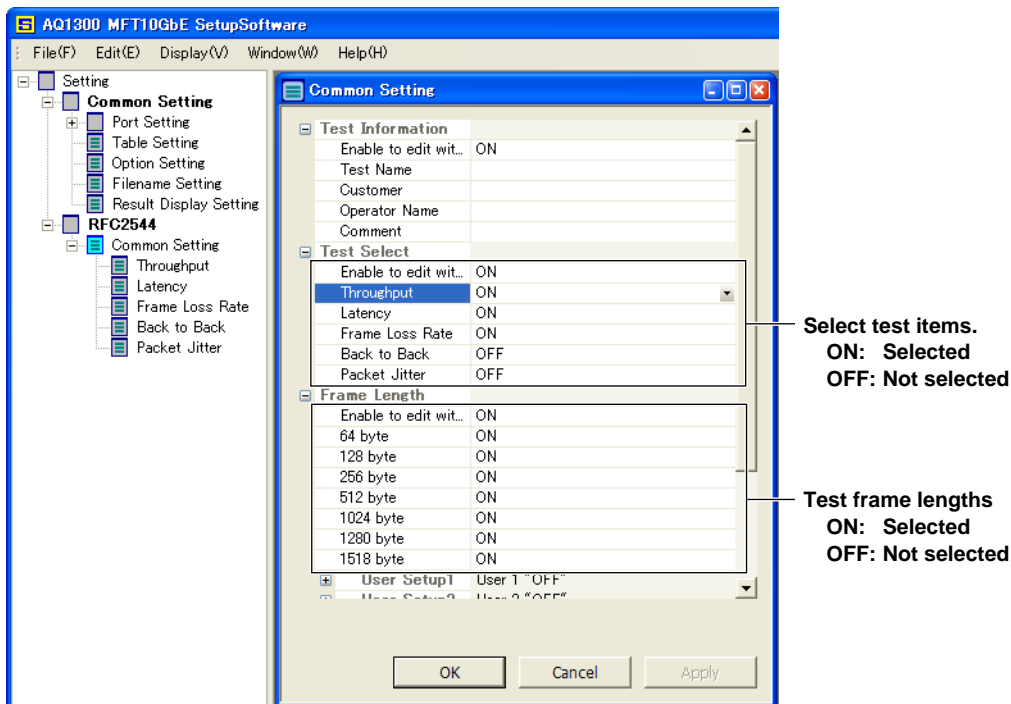 AQ1300 MFT10GbE SetupSoftware
File(F) Edit(E) Display(V) Window(W) Help(H)
Setting
Common Setting
Port Setting
Table Setting
Option Setting
Filename Setting
Result Display Setting
RFC2544
Common Setting
Throughput
Latency
Frame Loss Rate
Back to Back
Packet Jitter
Common Setting
Test Information
Enable to edit wit... ON
Test Name
Customer
Operator Name
Comment
Test Select
Enable to edit wit... ON
Throughput ON
Latency ON
Frame Loss Rate ON
Back to Back OFF
Packet Jitter OFF
Frame Length
Enable to edit wit... ON
64 byte ON
128 byte ON
256 byte ON
512 byte ON
1024 byte ON
1280 byte ON
1518 byte ON
User Setup1 User 1 "OFF"
User Setup2 User 2 "OFF"
OK Cancel Apply
Select test items.
ON: Selected
OFF: Not selected
Test frame lengths
ON: Selected
OFF: Not selected